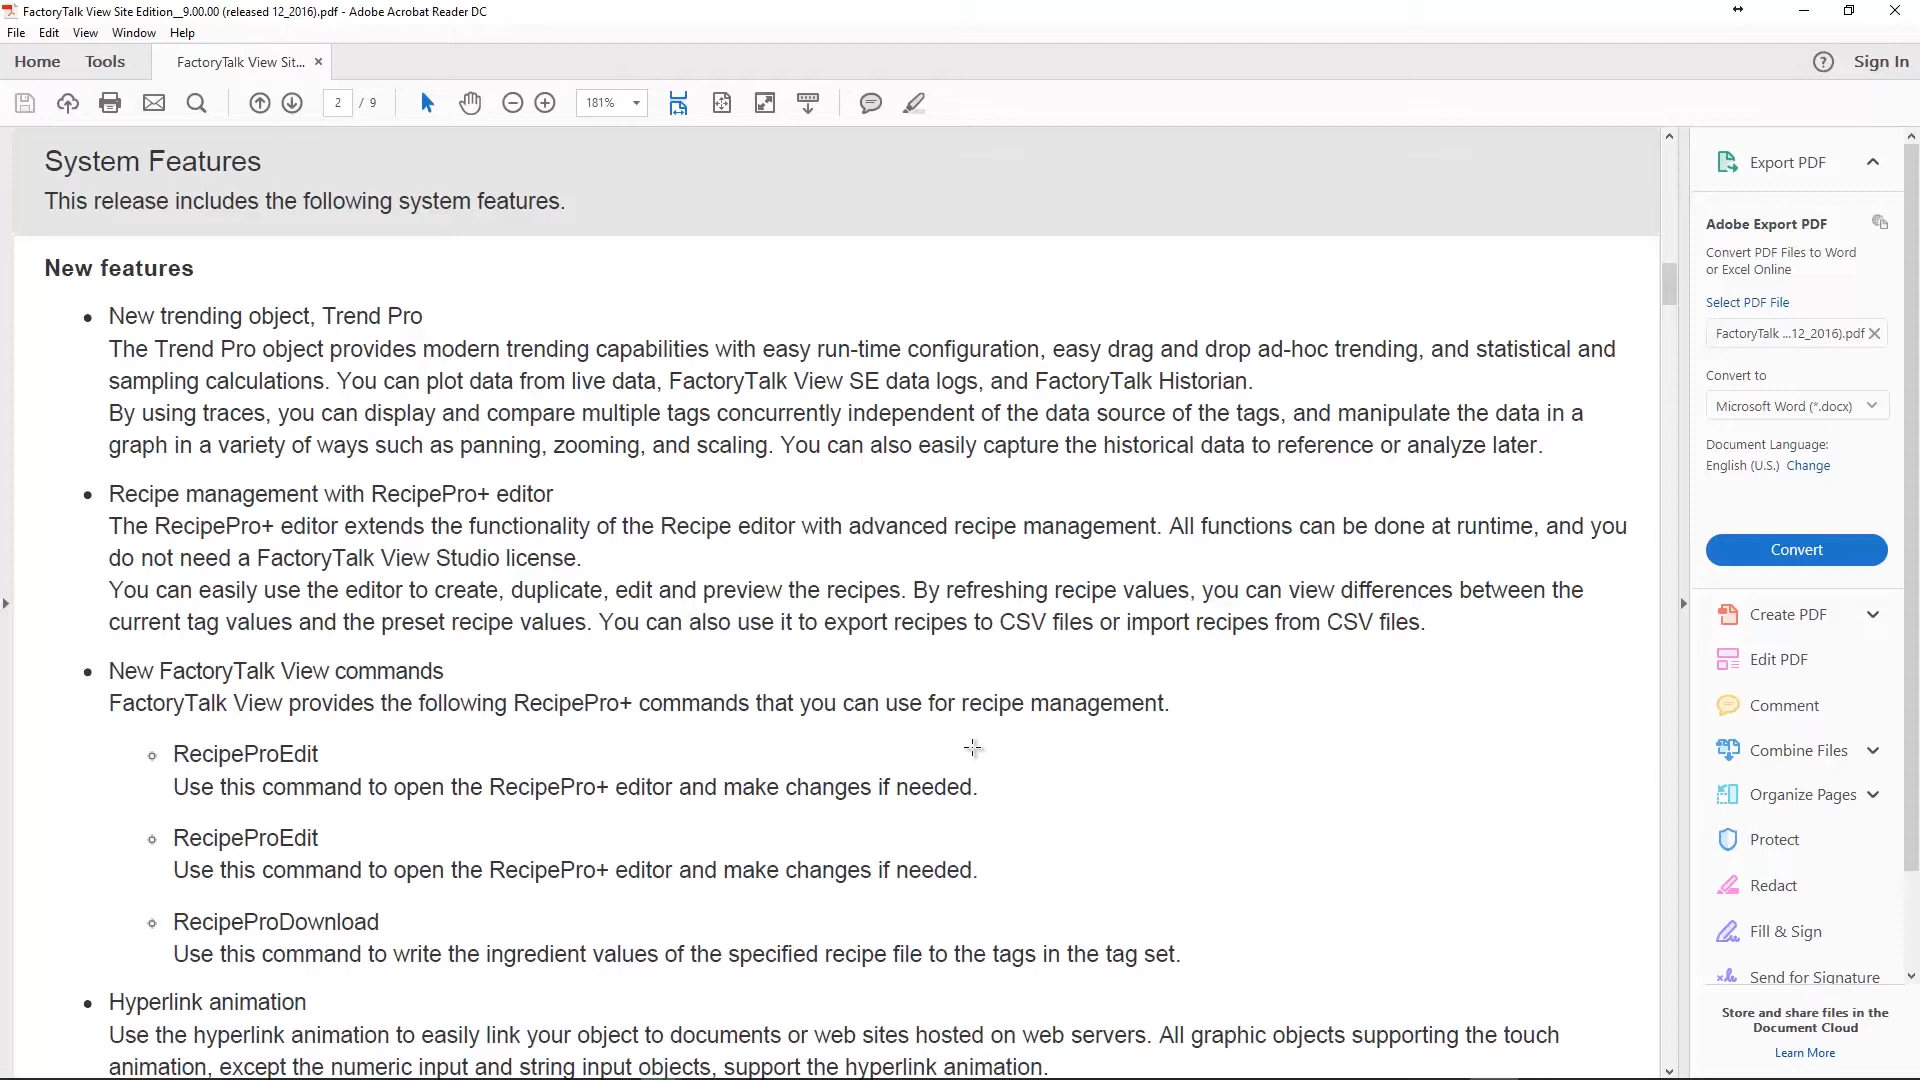 FactoryTalk View Site Edition__9.00.00 (released 12_2016).pdf - Adobe Acrobat Reader DC
File Edit View Window Help
Home Tools FactoryTalk View Sit... × Sign In
2 / 9 181%
System Features
This release includes the following system features.
New features
• New trending object, Trend Pro
The Trend Pro object provides modern trending capabilities with easy run-time configuration, easy drag and drop ad-hoc trending, and statistical and
sampling calculations. You can plot data from live data, FactoryTalk View SE data logs, and FactoryTalk Historian.
By using traces, you can display and compare multiple tags concurrently independent of the data source of the tags, and manipulate the data in a
graph in a variety of ways such as panning, zooming, and scaling. You can also easily capture the historical data to reference or analyze later.
• Recipe management with RecipePro+ editor
The RecipePro+ editor extends the functionality of the Recipe editor with advanced recipe management. All functions can be done at runtime, and you
do not need a FactoryTalk View Studio license.
You can easily use the editor to create, duplicate, edit and preview the recipes. By refreshing recipe values, you can view differences between the
current tag values and the preset recipe values. You can also use it to export recipes to CSV files or import recipes from CSV files.
• New FactoryTalk View commands
FactoryTalk View provides the following RecipePro+ commands that you can use for recipe management.
RecipeProEdit
Use this command to open the RecipePro+ editor and make changes if needed.
RecipeProEdit
Use this command to open the RecipePro+ editor and make changes if needed.
RecipeProDownload
Use this command to write the ingredient values of the specified recipe file to the tags in the tag set.
• Hyperlink animation
Use the hyperlink animation to easily link your object to documents or web sites hosted on web servers. All graphic objects supporting the touch
animation, except the numeric input and string input objects, support the hyperlink animation.
Export PDF
Adobe Export PDF
Convert PDF Files to Word
or Excel Online
Select PDF File
FactoryTalk ...12_2016).pdf
Convert to
Microsoft Word (*.docx)
Document Language:
English (U.S.) Change
Convert
Create PDF
Edit PDF
Comment
Combine Files
Organize Pages
Protect
Redact
Fill & Sign
Send for Signature
Store and share files in the
Document Cloud
Learn More